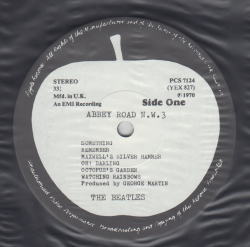 STEREO
33⅓
Mfd. in U.K.
An EMI Recording
PCS 7124
(YEX 827)
℗ 1970
Side One
ABBEY ROAD N.W.3
SOMETHING
REMEMBER
MAXWELL'S SILVER HAMMER
OH! DARLING
OCTOPUS'S GARDEN
WATCHING RAINBOWS
Produced by GEORGE MARTIN
THE BEATLES